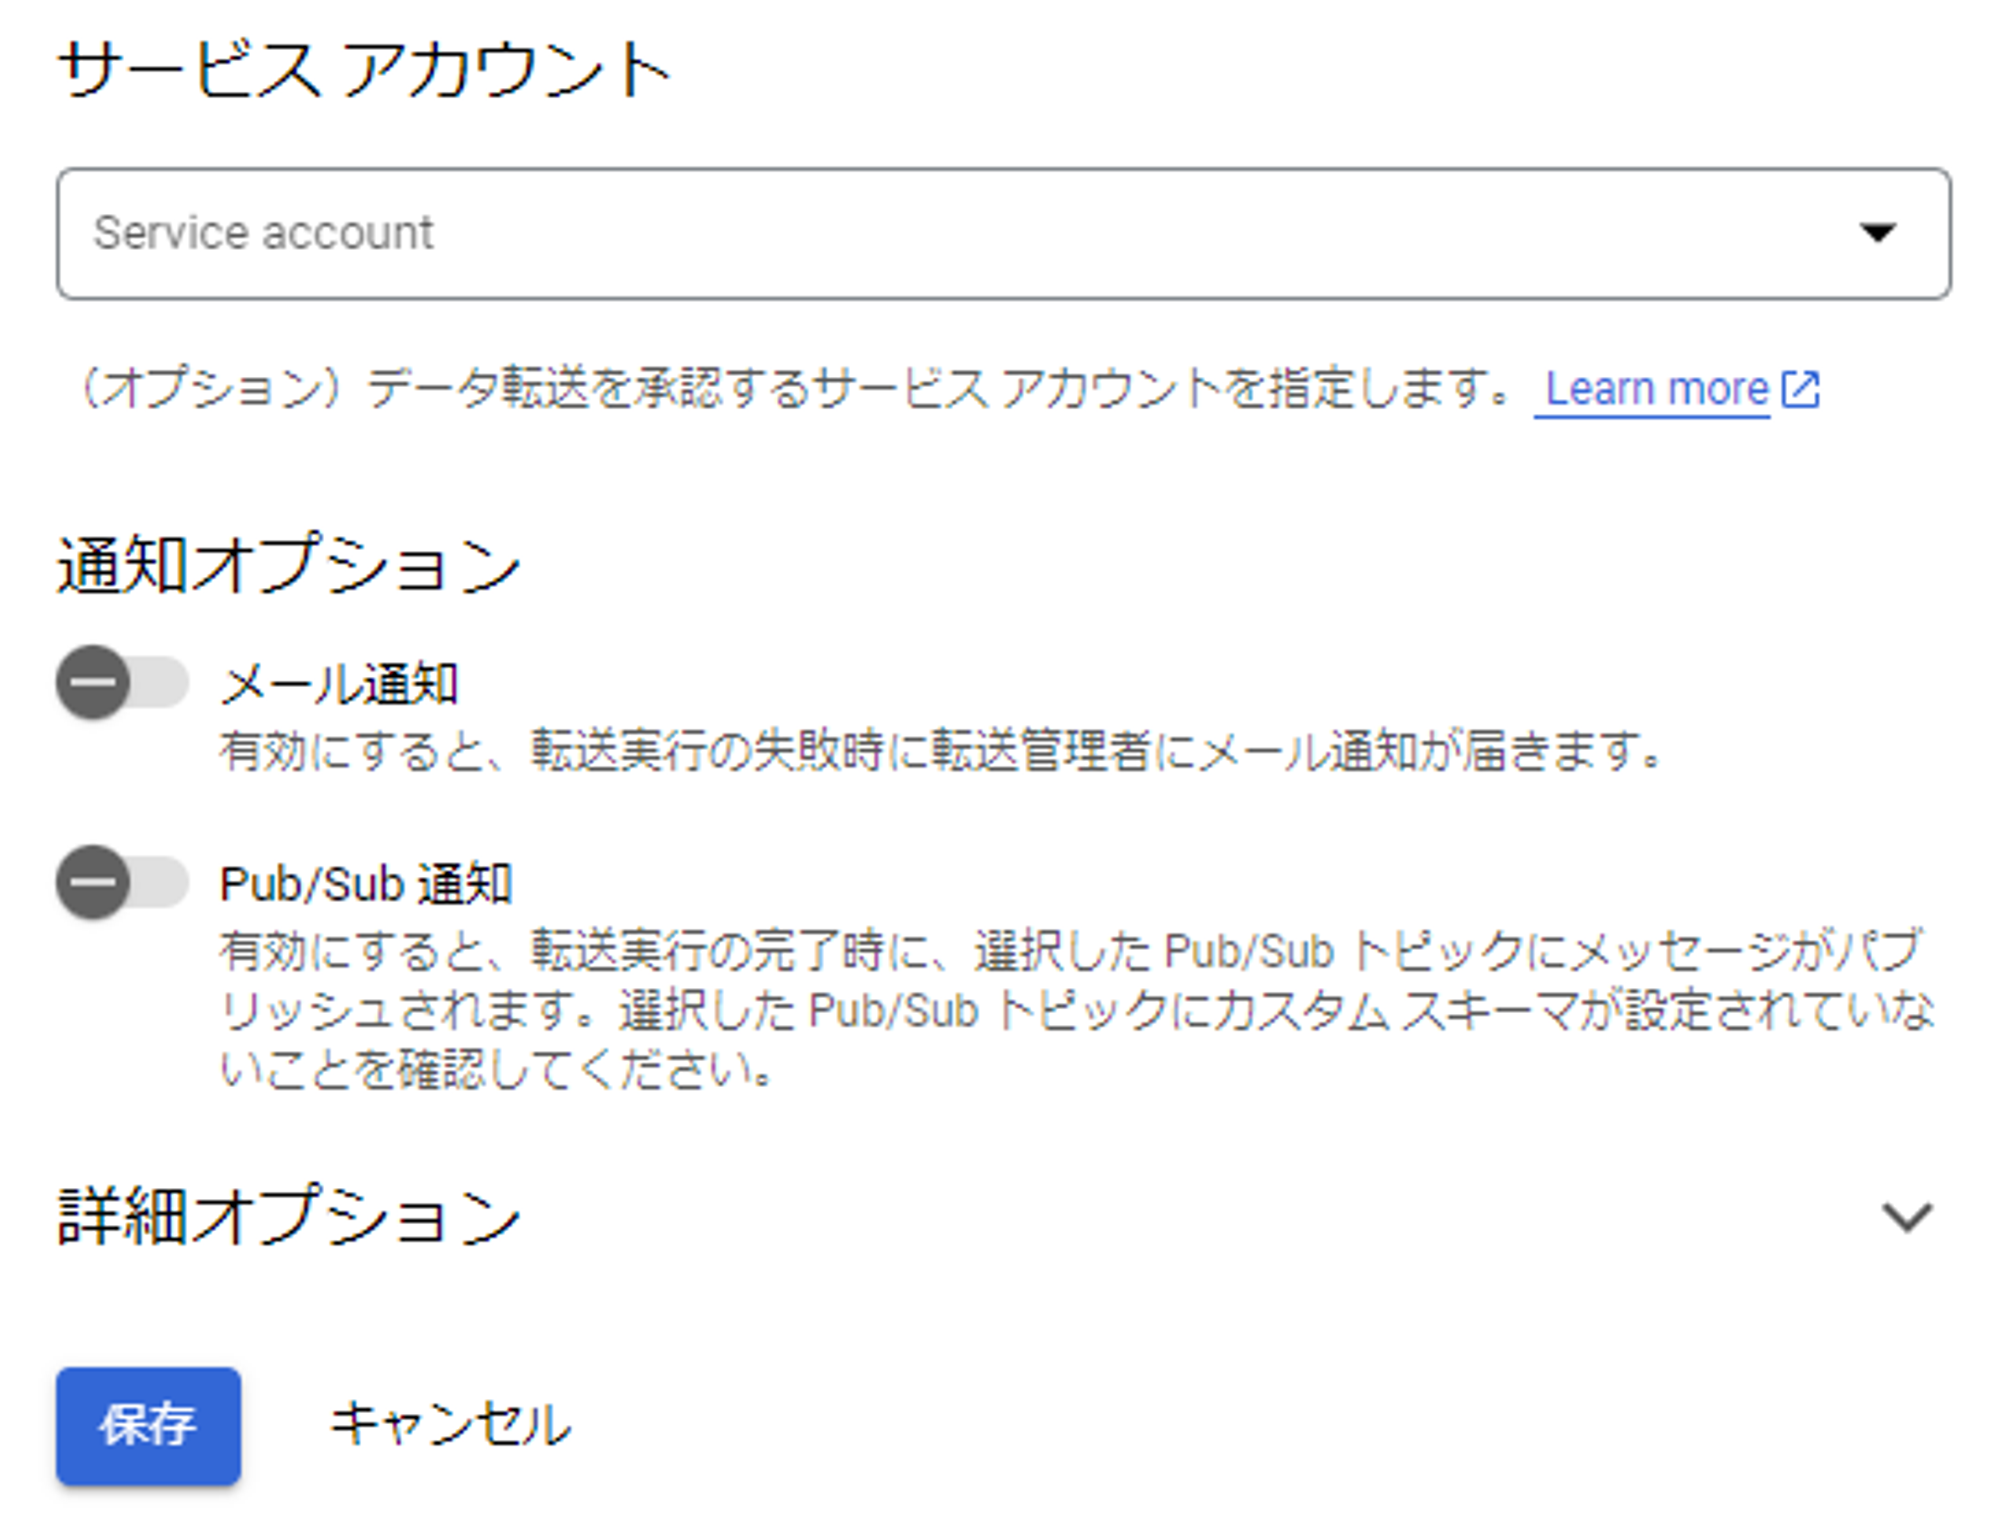 サービス アカウント
Service account
（オプション）データ転送を承認するサービス アカウントを指定します。 Learn more
通知オプション
メール通知
有効にすると、転送実行の失敗時に転送管理者にメール通知が届きます。
Pub/Sub 通知
有効にすると、転送実行の完了時に、選択した Pub/Sub トピックにメッセージがパブ
リッシュされます。選択した Pub/Sub トピックにカスタム スキーマが設定されていな
いことを確認してください。
詳細オプション
保存 キャンセル